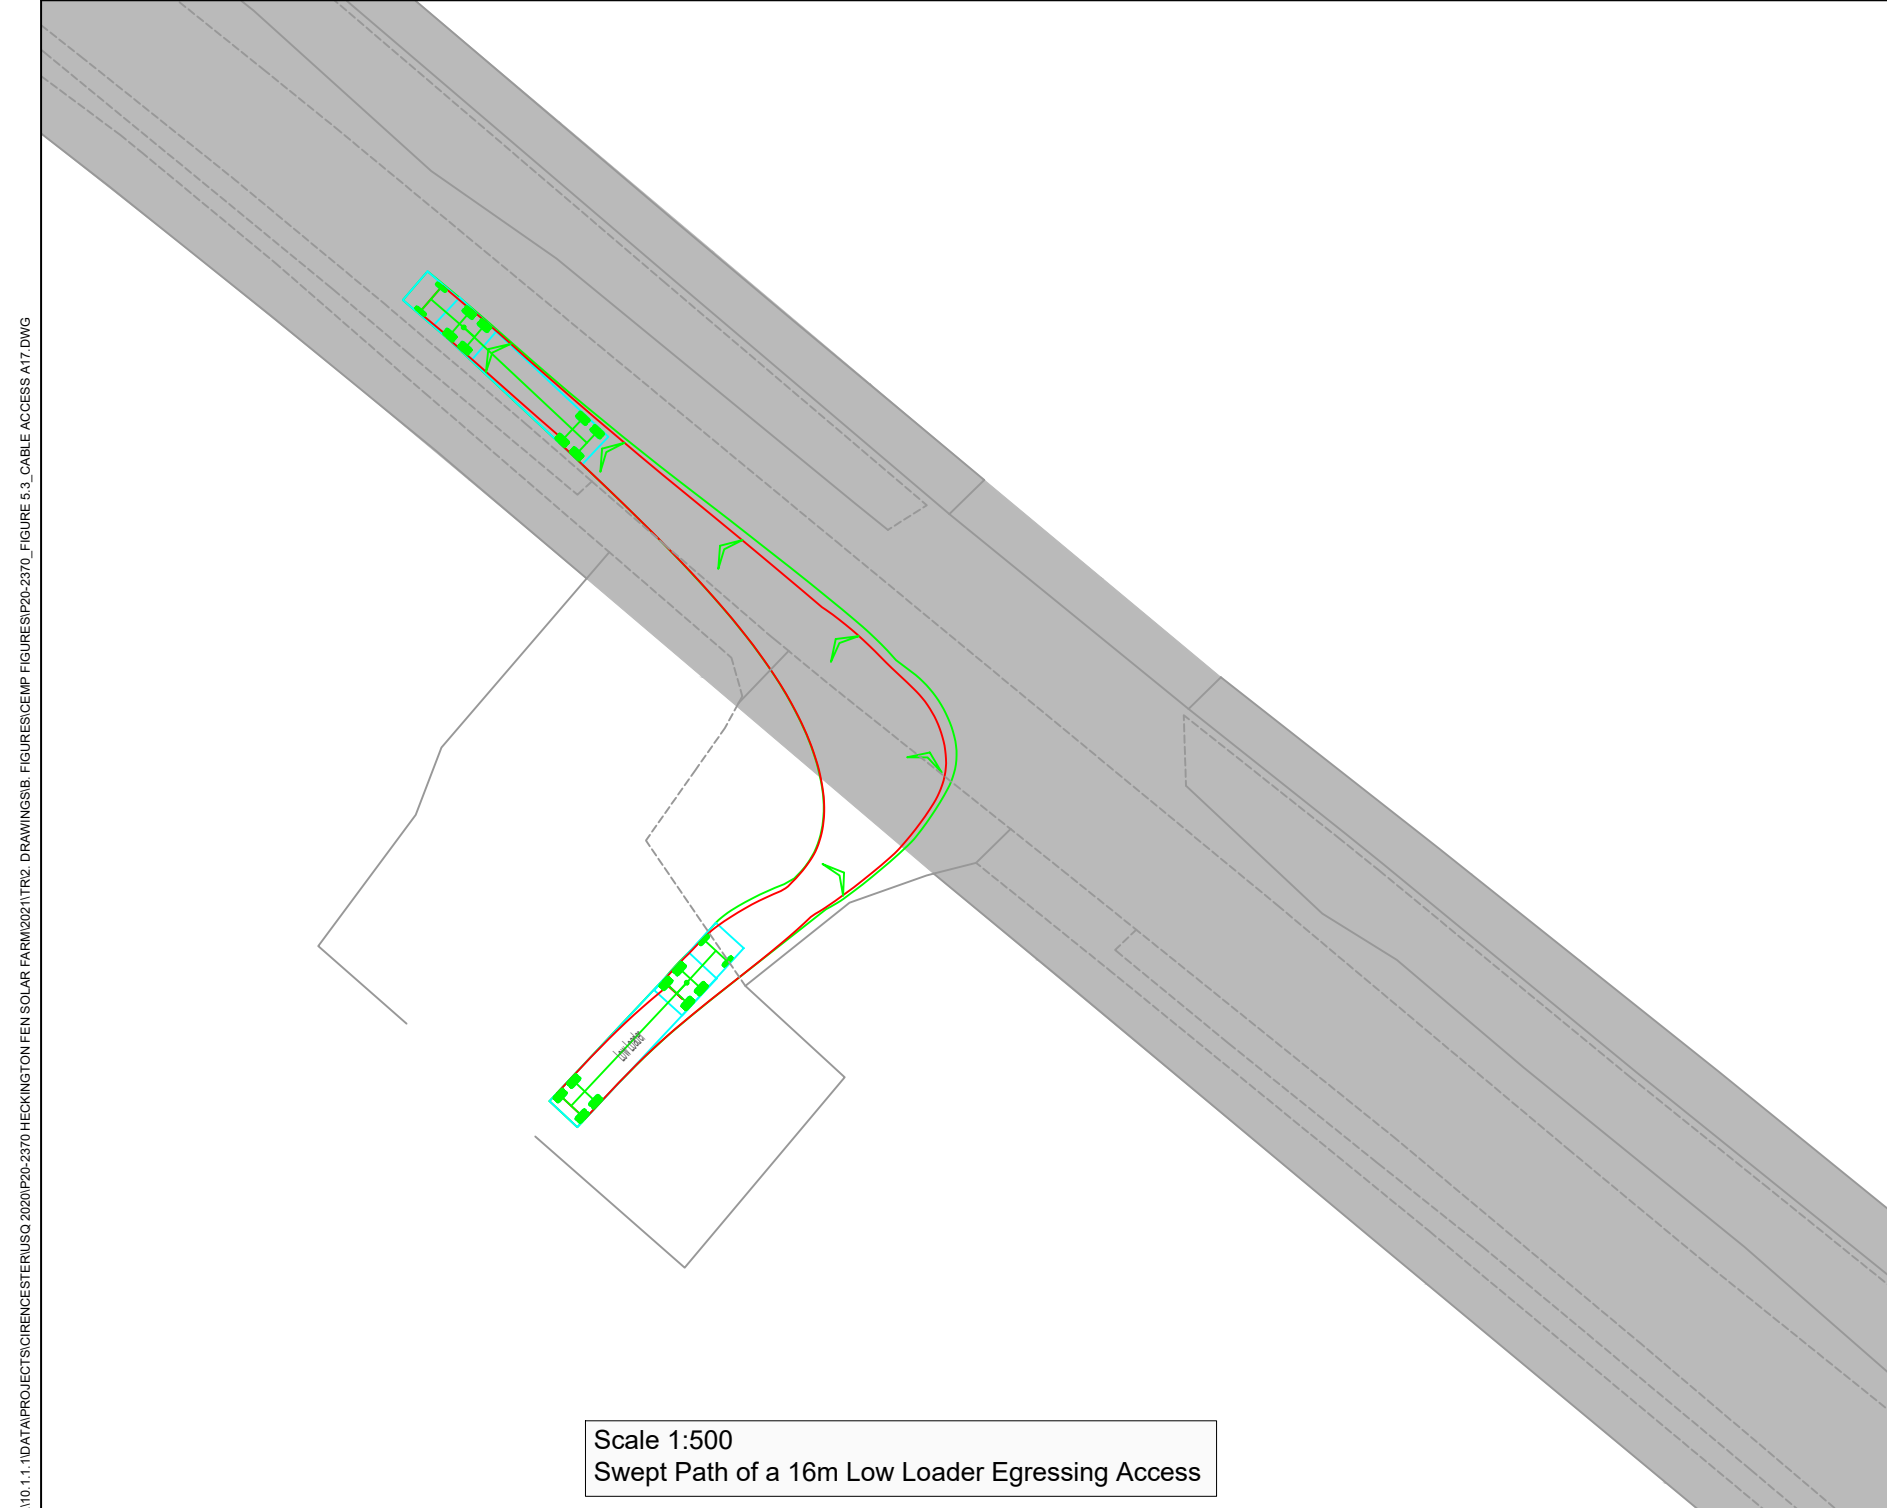 \10.1.1.1\DATA\PROJECTS\CIRENCESTER\USQ 2020\P20-2370 HECKINGTON FEN SOLAR FARM\2021\TR\2. DRAWINGS\B. FIGURES\CEMP FIGURES\P20-2370_FIGURE 5.3_CABLE ACCESS A17.DWG
Low Loader
Scale 1:500
Swept Path of a 16m Low Loader Egressing Access